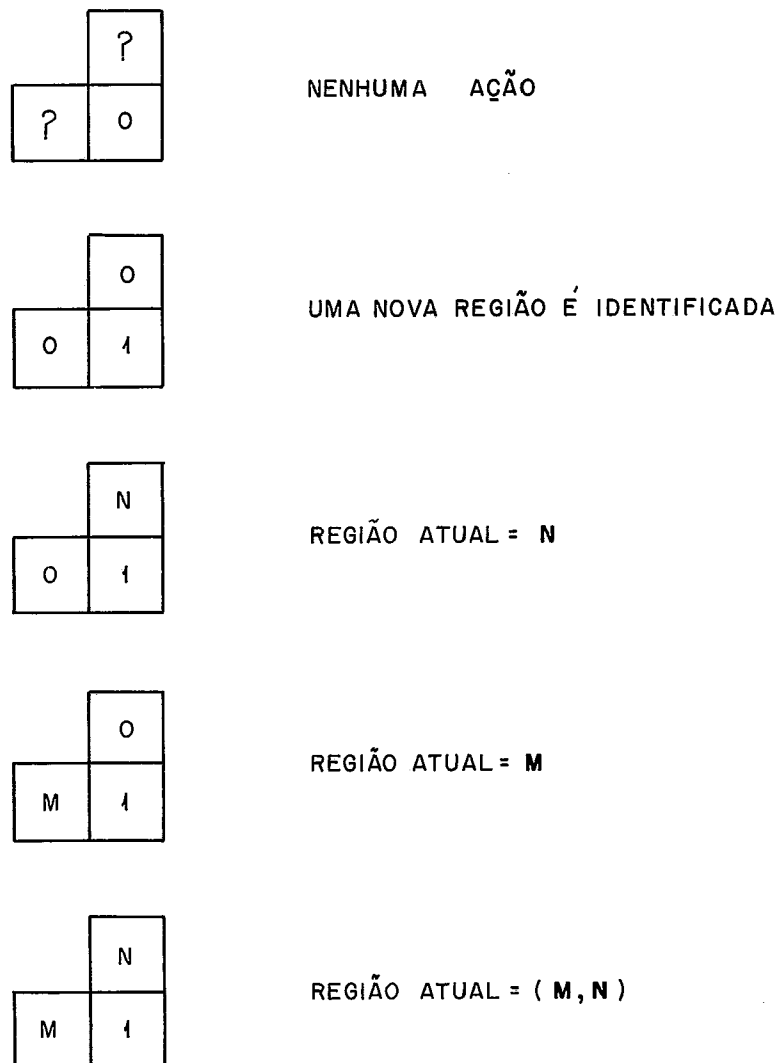 ?
? 0 NENHUMA AÇÃO
0
0 1 UMA NOVA REGIÃO É IDENTIFICADA
N
0 1 REGIÃO ATUAL = N
0
M 1 REGIÃO ATUAL = M
N
M 1 REGIÃO ATUAL = ( M, N )